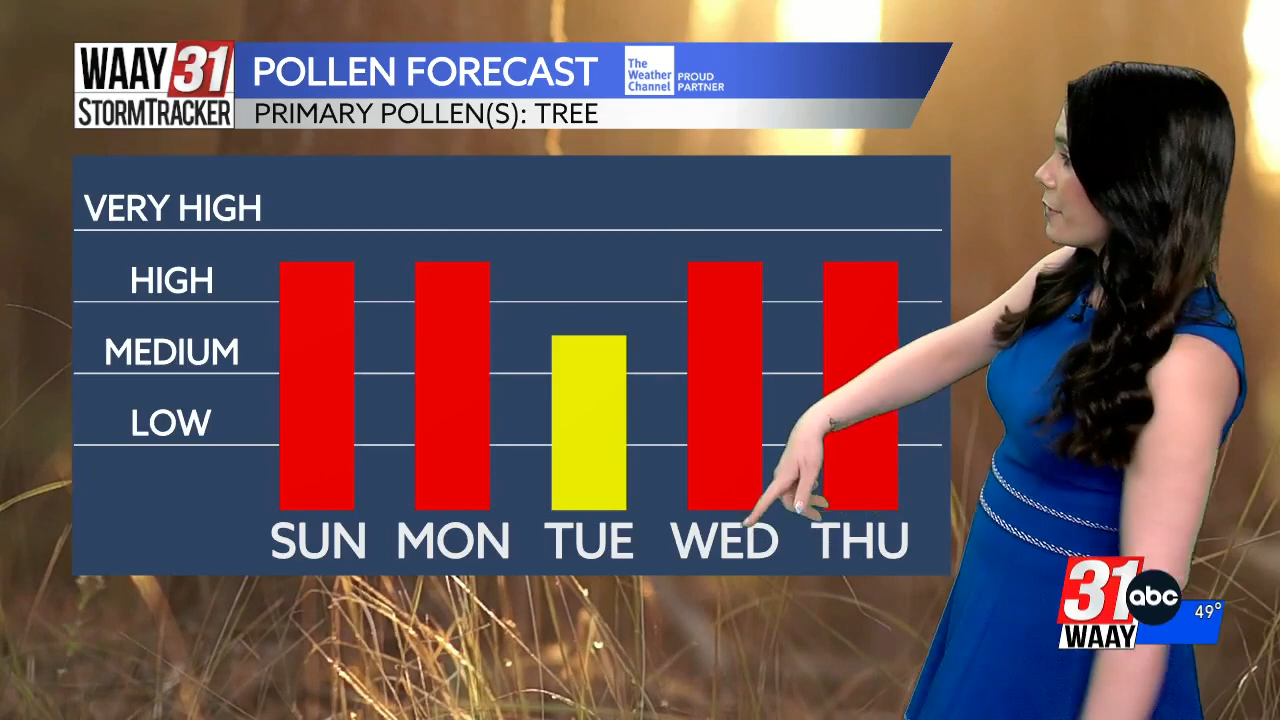 WAAY 31
STORMTRACKER
POLLEN FORECAST
The
Weather
Channel
PROUD
PARTNER
PRIMARY POLLEN(S): TREE
VERY HIGH
HIGH
MEDIUM
LOW
SUN MON TUE WED THU
31
abc
WAAY
49°